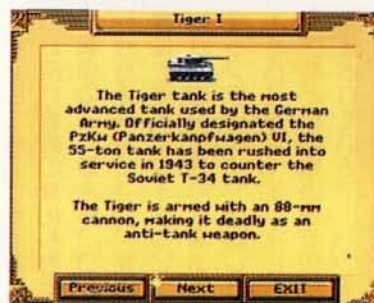 Tiger I
The Tiger tank is the most
advanced tank used by the German
Army. Officially designated the
PzKw (Panzerkampfwagen) VI, the
55-ton tank has been rushed into
service in 1943 to counter the
Soviet T-34 tank.
The Tiger is armed with an 88-mm
cannon, making it deadly as an
anti-tank weapon.
Previous
Next
EXIT